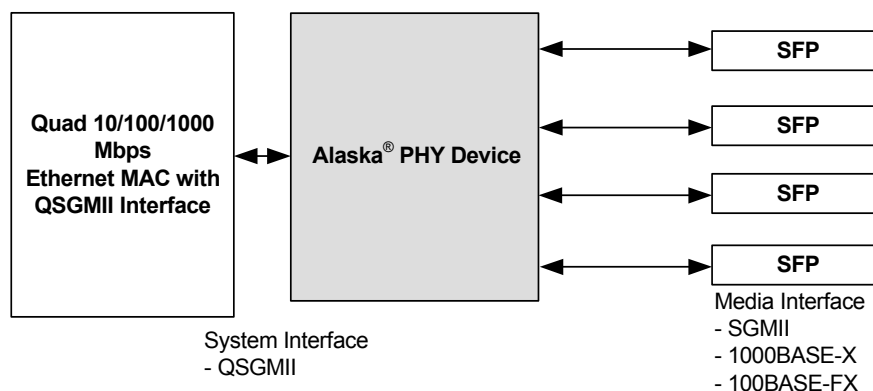 Quad 10/100/1000
Mbps
Ethernet MAC with
QSGMII Interface
Alaska® PHY Device
SFP
SFP
SFP
SFP
System Interface
- QSGMII
Media Interface
- SGMII
- 1000BASE-X
- 100BASE-FX